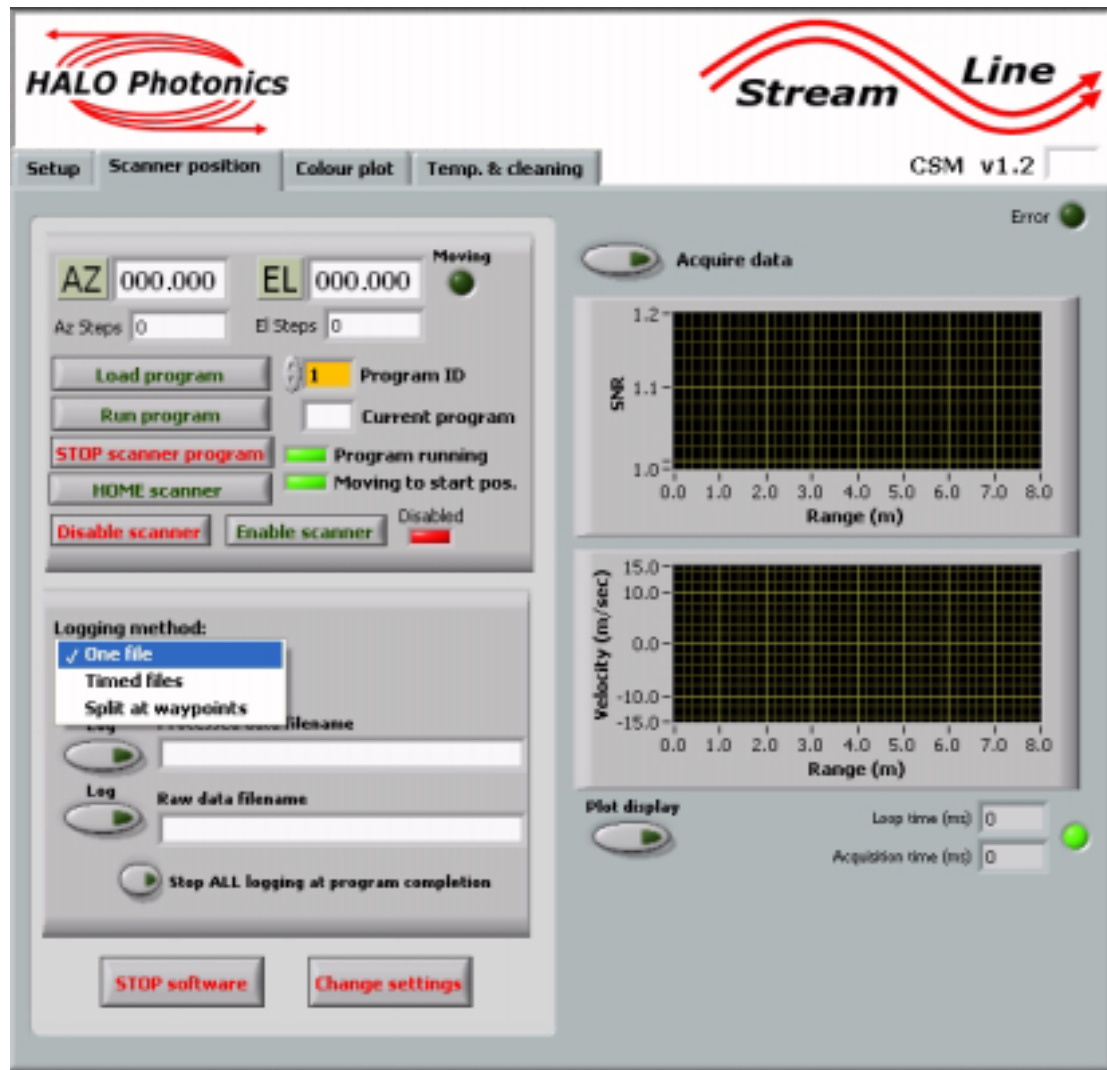 HALO Photonics
Stream Line
Setup Scanner position Colour plot Temp. & cleaning
CSM v1.2
Error
Moving
AZ 000.000 EL 000.000
Az Steps 0 El Steps 0
Load program 1 Program ID
Run program Current program
STOP scanner program Program running
HOME scanner Moving to start pos.
Disabled
Disable scanner Enable scanner
Logging method:
✓ One file
Timed files
Split at waypoints
Log Processed data filename
Log
Raw data filename
Stop ALL logging at program completion
STOP software Change settings
Acquire data
1.2
1.1
1.0
SNR
0.0 1.0 2.0 3.0 4.0 5.0 6.0 7.0 8.0
Range (m)
15.0
10.0
0.0
-10.0
-15.0
Velocity (m/sec)
0.0 1.0 2.0 3.0 4.0 5.0 6.0 7.0 8.0
Range (m)
Plot display
Loop time (ms) 0
Acquisition time (ms) 0